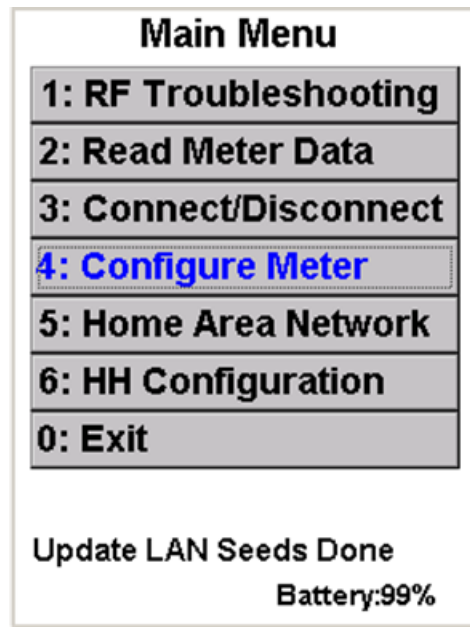 Main Menu
1: RF Troubleshooting
2: Read Meter Data
3: Connect/Disconnect
4: Configure Meter
5: Home Area Network
6: HH Configuration
0: Exit
Update LAN Seeds Done
Battery:99%